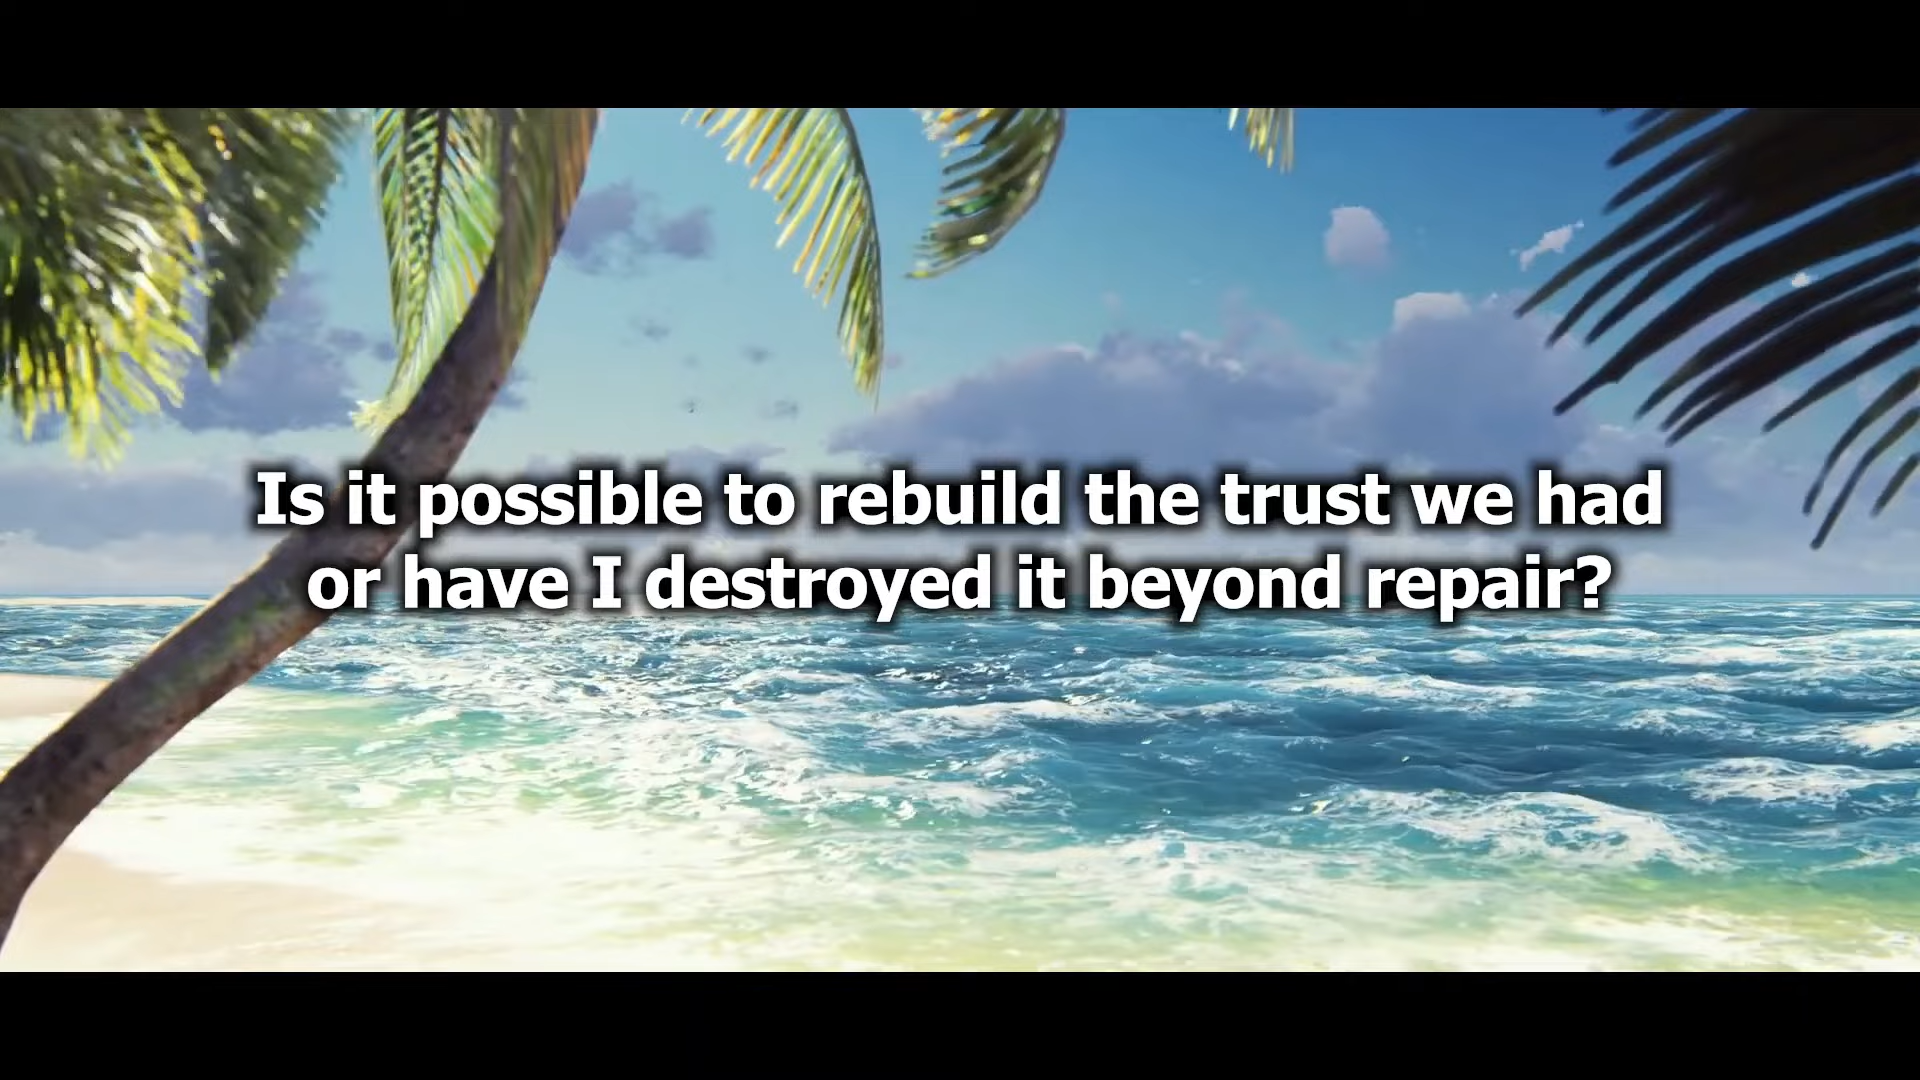 Is it possible to rebuild the trust we had
or have I destroyed it beyond repair?